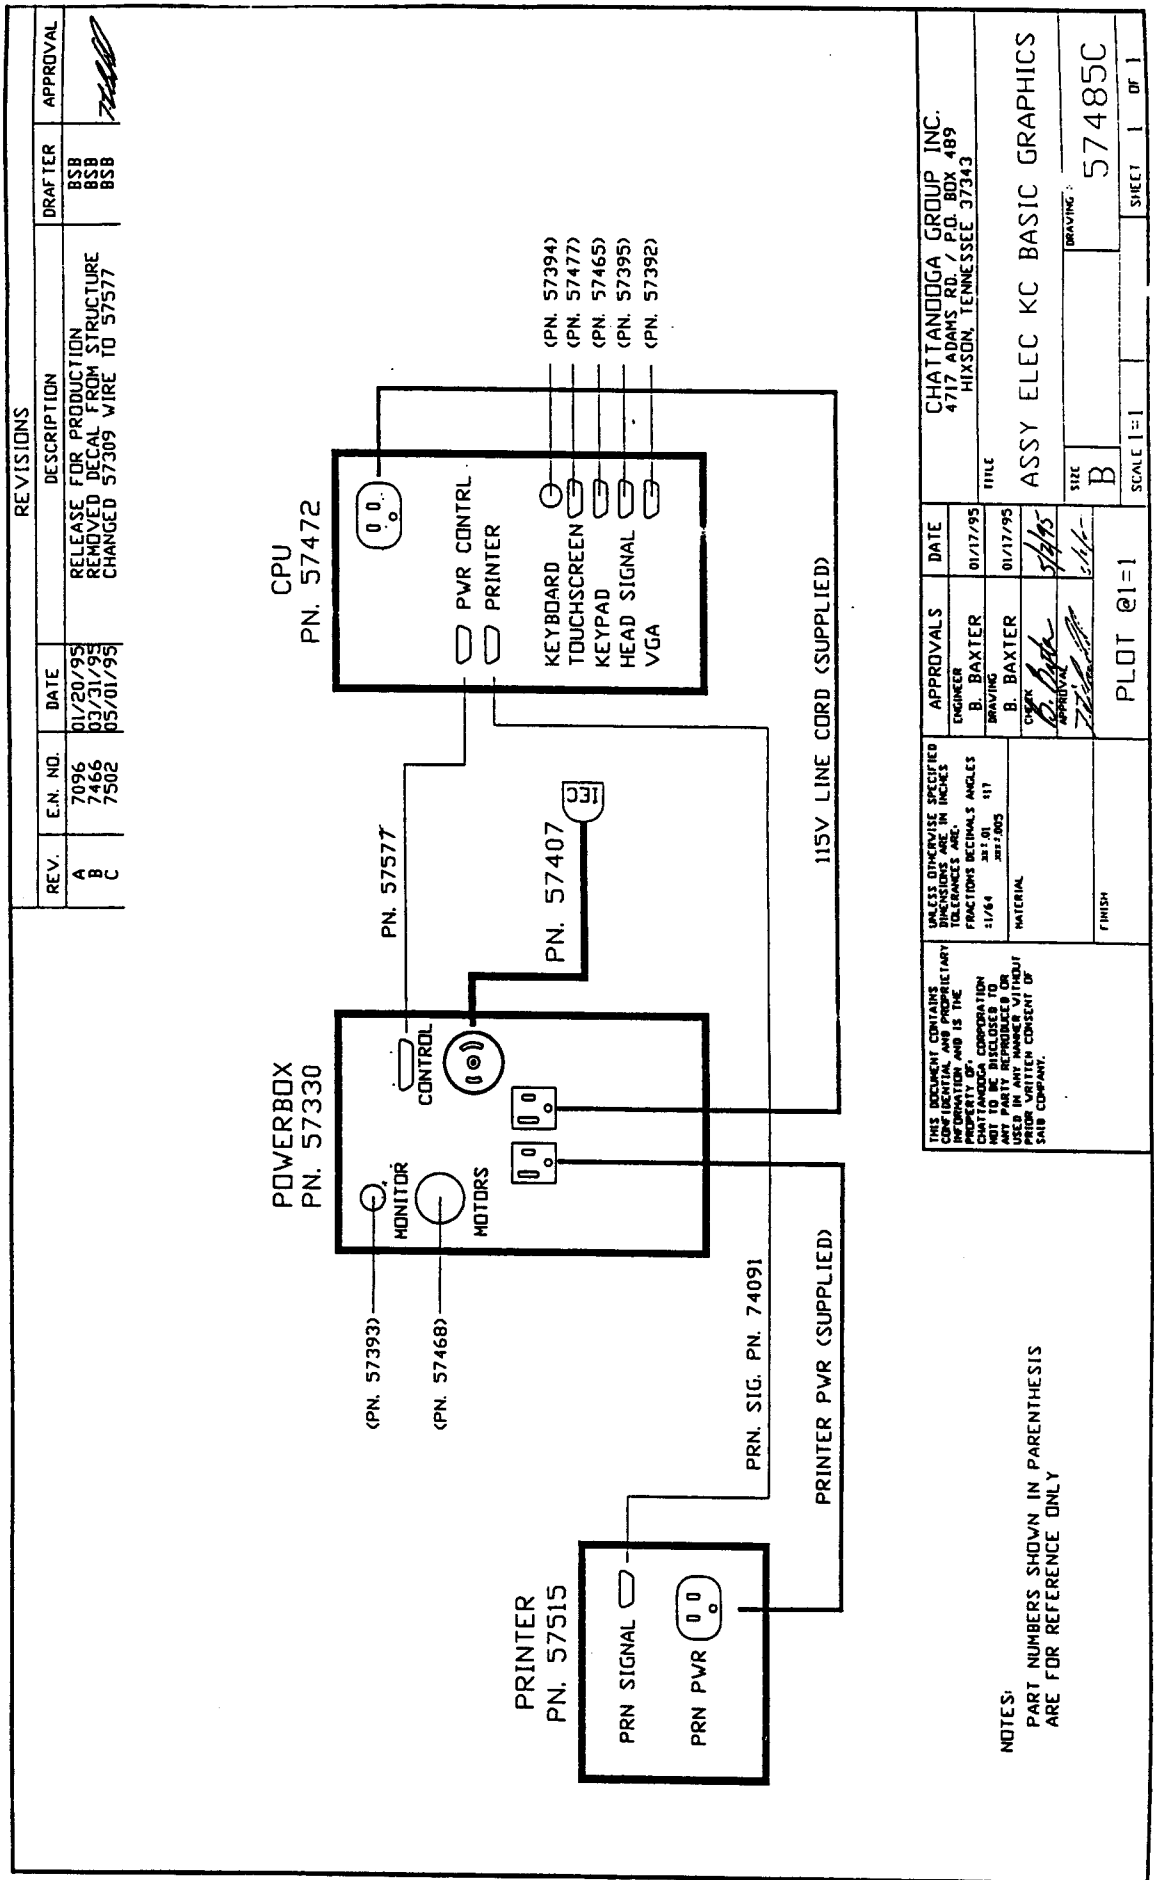 REVISIONS
REV. E.N. NO. DATE DESCRIPTION DRAFTER APPROVAL
A 7096 01/20/95 RELEASE FOR PRODUCTION BSB
B 7466 03/31/95 REMOVED DECAL FROM STRUCTURE BSB
C 7502 05/01/95 CHANGED 57309 WIRE TO 57577 BSB
PRINTER
PN. 57515
PRN SIGNAL
PRN PWR
POWERBOX
PN. 57330
(PN. 57393)
MONITOR
(PN. 57468)
MOTORS
CONTROL
PN. 57577
PN. 57407
IEC
CPU
PN. 57472
PWR CONTRL
PRINTER
KEYBOARD (PN. 57394)
TOUCHSCREEN (PN. 57477)
KEYPAD (PN. 57465)
HEAD SIGNAL (PN. 57395)
VGA (PN. 57392)
PRN. SIG. PN. 74091
PRINTER PWR (SUPPLIED)
115V LINE CORD (SUPPLIED)
NOTES:
PART NUMBERS SHOWN IN PARENTHESIS
ARE FOR REFERENCE ONLY
THIS DOCUMENT CONTAINS
CONFIDENTIAL AND PROPRIETARY
INFORMATION AND IS THE
PROPERTY OF:
CHATTANOOGA CORPORATION
NOT TO BE DISCLOSED TO
ANY PARTY REPRODUCED OR
USED IN ANY MANNER WITHOUT
PRIOR WRITTEN CONSENT OF
SAID COMPANY.
UNLESS OTHERWISE SPECIFIED
DIMENSIONS ARE IN INCHES
TOLERANCES ARE:
FRACTIONS DECIMALS ANGLES
±1/64 .xx ±.01 ±1°
.xxx ±.005
MATERIAL
FINISH
APPROVALS DATE
ENGINEER
B. BAXTER 01/17/95
DRAWING
B. BAXTER 01/17/95
CHECK
B. Baxter 5/2/95
APPROVAL
PLOT @1=1
CHATTANOOGA GROUP INC.
4717 ADAMS RD. / P.O. BOX 489
HIXSON, TENNESSEE 37343
TITLE
ASSY ELEC KC BASIC GRAPHICS
SIZE
B
DRAWING :
57485C
SCALE 1=1
SHEET 1 OF 1